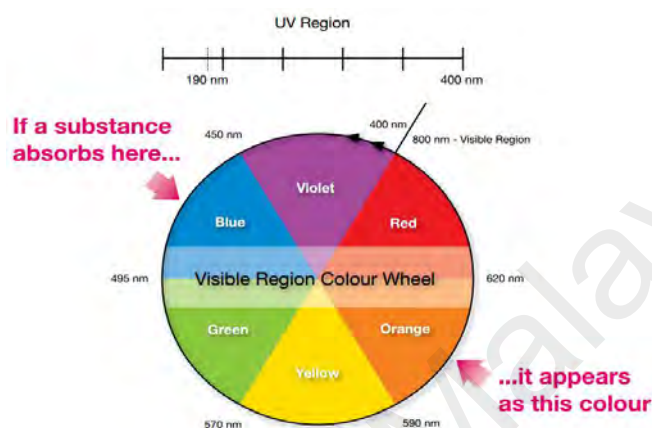 UV Region
190 nm
400 nm
If a substance
absorbs here...
450 nm
400 nm
800 nm - Visible Region
Violet
Blue
Red
495 nm
Visible Region Colour Wheel
620 nm
Green
Orange
Yellow
...it appears
as this colour
570 nm
590 nm
Malay